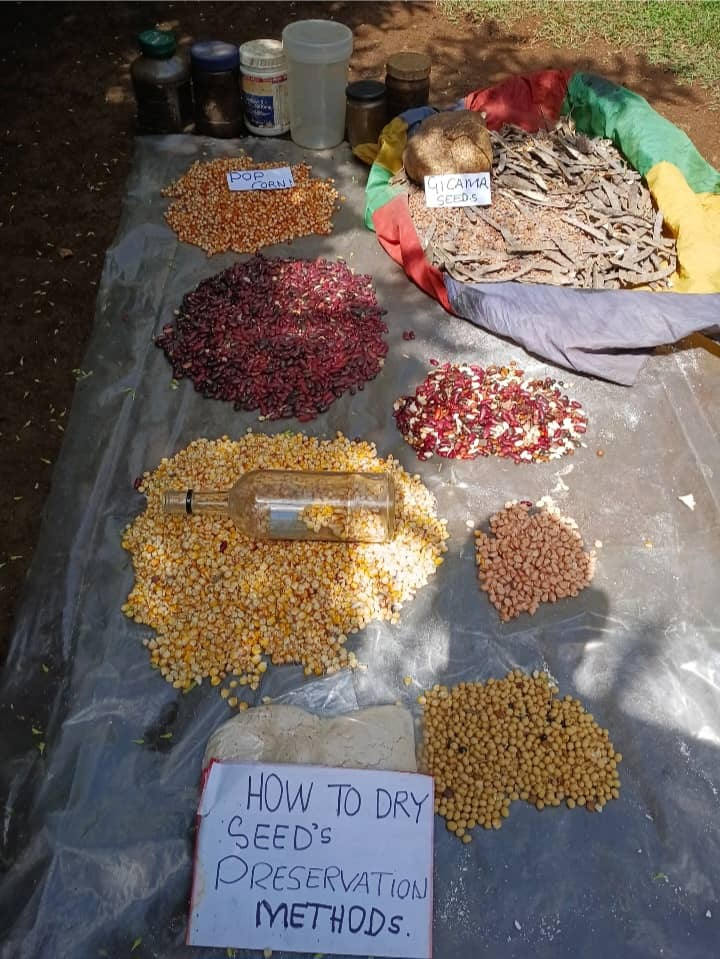 POP
CORN!
GICAMA
SEEDS
HOW TO DRY
SEED's
PRESERVATION
METHODS.